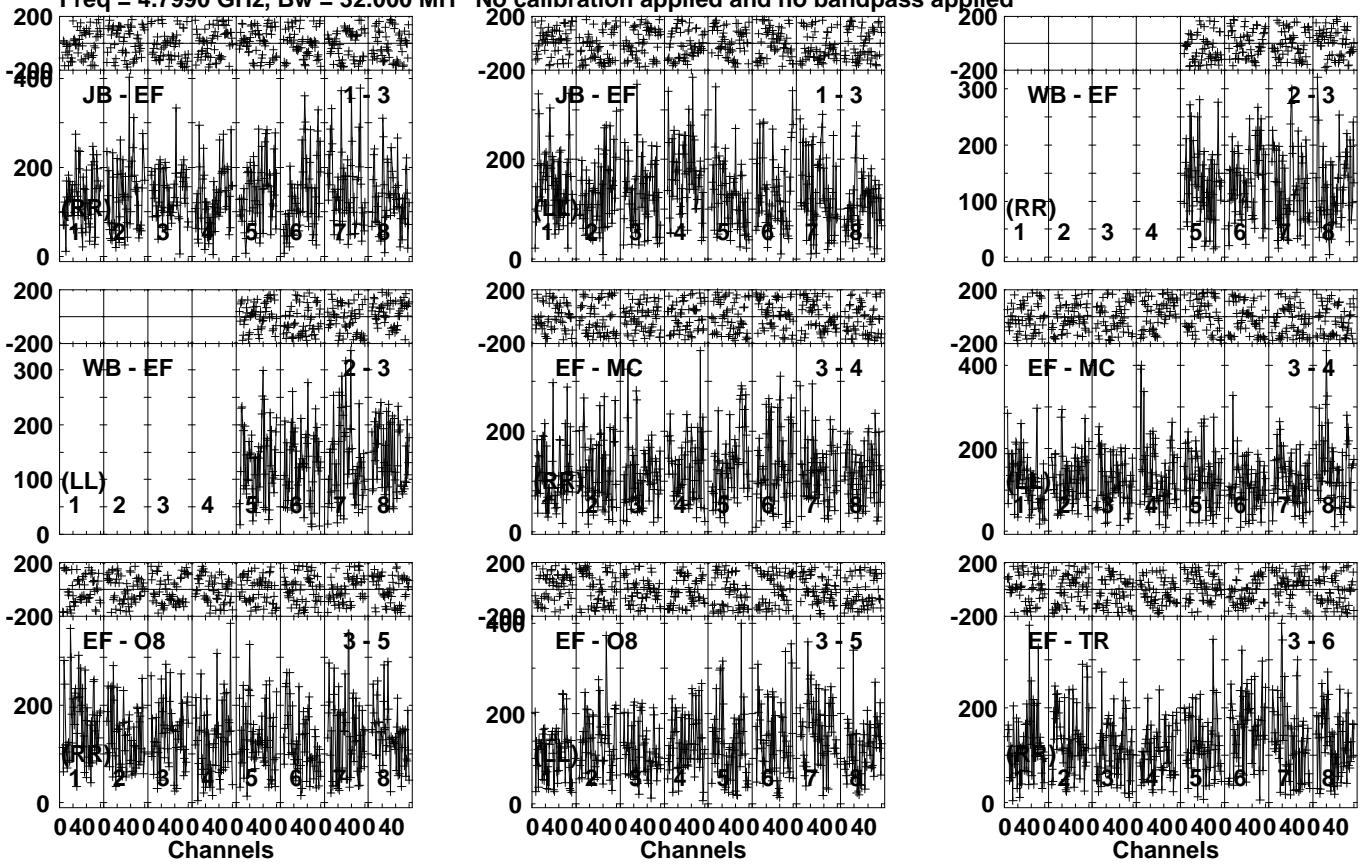 Freq = 4.7990 GHz, Bw = 32.000 MH No calibration applied and no bandpass applied
200 200 200
-200 -200 -200
400 JB - EF 1 - 3 JB - EF 1 - 3 300 WB - EF 2 - 3
200 200 200
100
(RR) (LL) (RR)
1 2 3 4 5 6 7 8 1 2 3 4 5 6 7 8 1 2 3 4 5 6 7 8
0 0 0
200 200 200
-200 -200 -200
300 WB - EF 2 - 3 EF - MC 3 - 4 400 EF - MC 3 - 4
200 200 200
100
(LL) (RR) (LL)
1 2 3 4 5 6 7 8 1 2 3 4 5 6 7 8 1 2 3 4 5 6 7 8
0 0 0
200 200 200
-200 -200 -200
EF - O8 3 - 5 400 EF - O8 3 - 5 EF - TR 3 - 6
200 200 200
(RR) (LL) (RR)
1 2 3 4 5 6 7 8 1 2 3 4 5 6 7 8 1 2 3 4 5 6 7 8
0 0 0
0 40 0 40 0 40 0 40 0 40 0 40 0 40 0 40 0 40 0 40 0 40 0 40 0 40 0 40 0 40 0 40 0 40 0 40 0 40 0 40 0 40 0 40 0 40 0 40
Channels Channels Channels